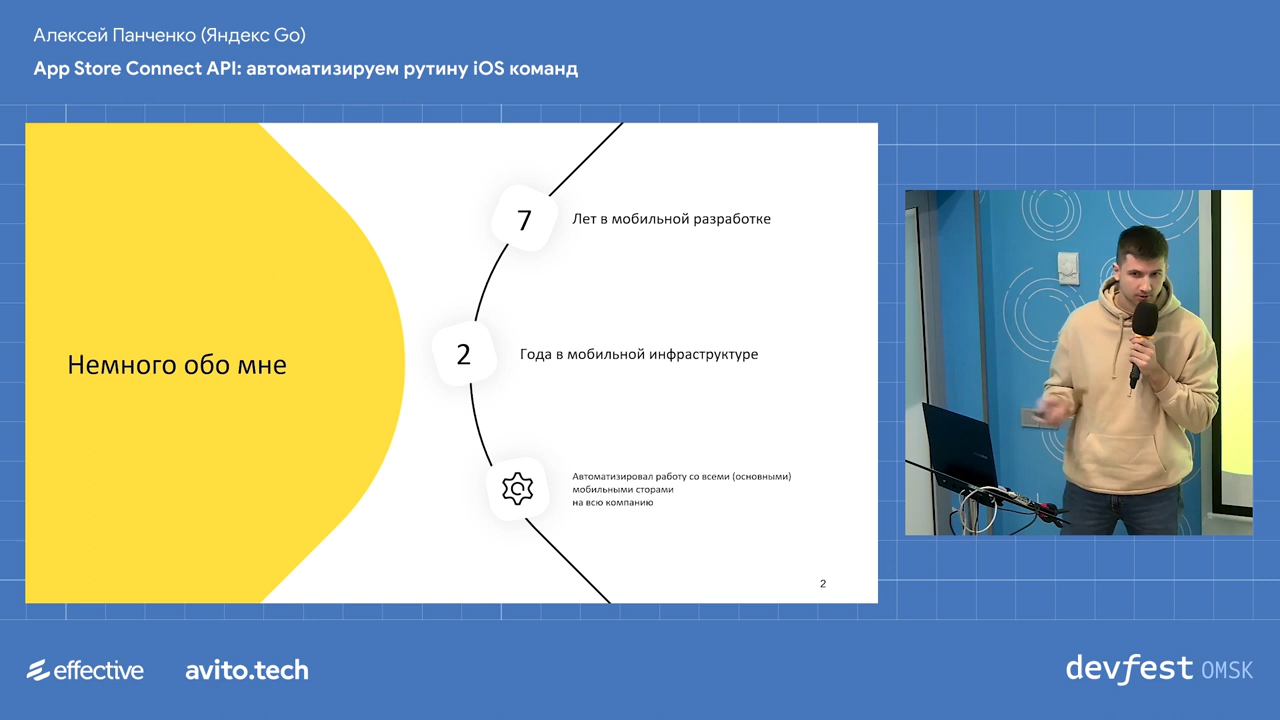 Алексей Панченко (Яндекс Go)
App Store Connect API: автоматизируем рутину iOS команд
Немного обо мне
7
Лет в мобильной разработке
2
Года в мобильной инфраструктуре
Автоматизировал работу со всеми (основными)
мобильными сторами
на всю компанию
2
effective
avito.tech
devfest OMSK